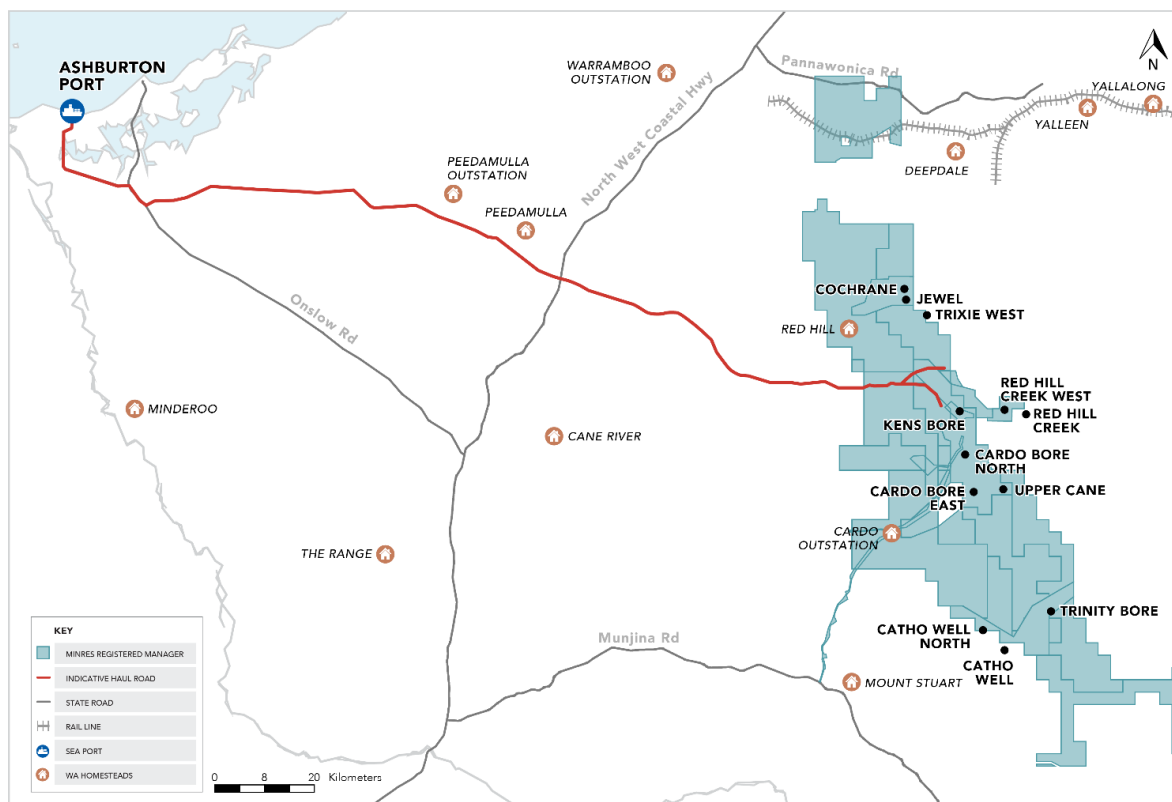 ASHBURTON
PORT
WARRAMBOO
OUTSTATION
North West Coastal Hwy
Pannawonica Rd
N
YALLALONG
YALLEEN
DEEPDALE
PEEDAMULLA
OUTSTATION
PEEDAMULLA
Onslow Rd
COCHRANE
JEWEL
TRIXIE WEST
RED HILL
MINDEROO
CANE RIVER
RED HILL
CREEK WEST
RED HILL
CREEK
KENS BORE
CARDO BORE
NORTH
CARDO BORE
EAST
UPPER CANE
CARDO
OUTSTATION
THE RANGE
TRINITY BORE
CATHO WELL
NORTH
CATHO
WELL
Munjina Rd
MOUNT STUART
KEY
MINRES REGISTERED MANAGER
INDICATIVE HAUL ROAD
STATE ROAD
RAIL LINE
SEA PORT
WA HOMESTEADS
0 8 20 Kilometers